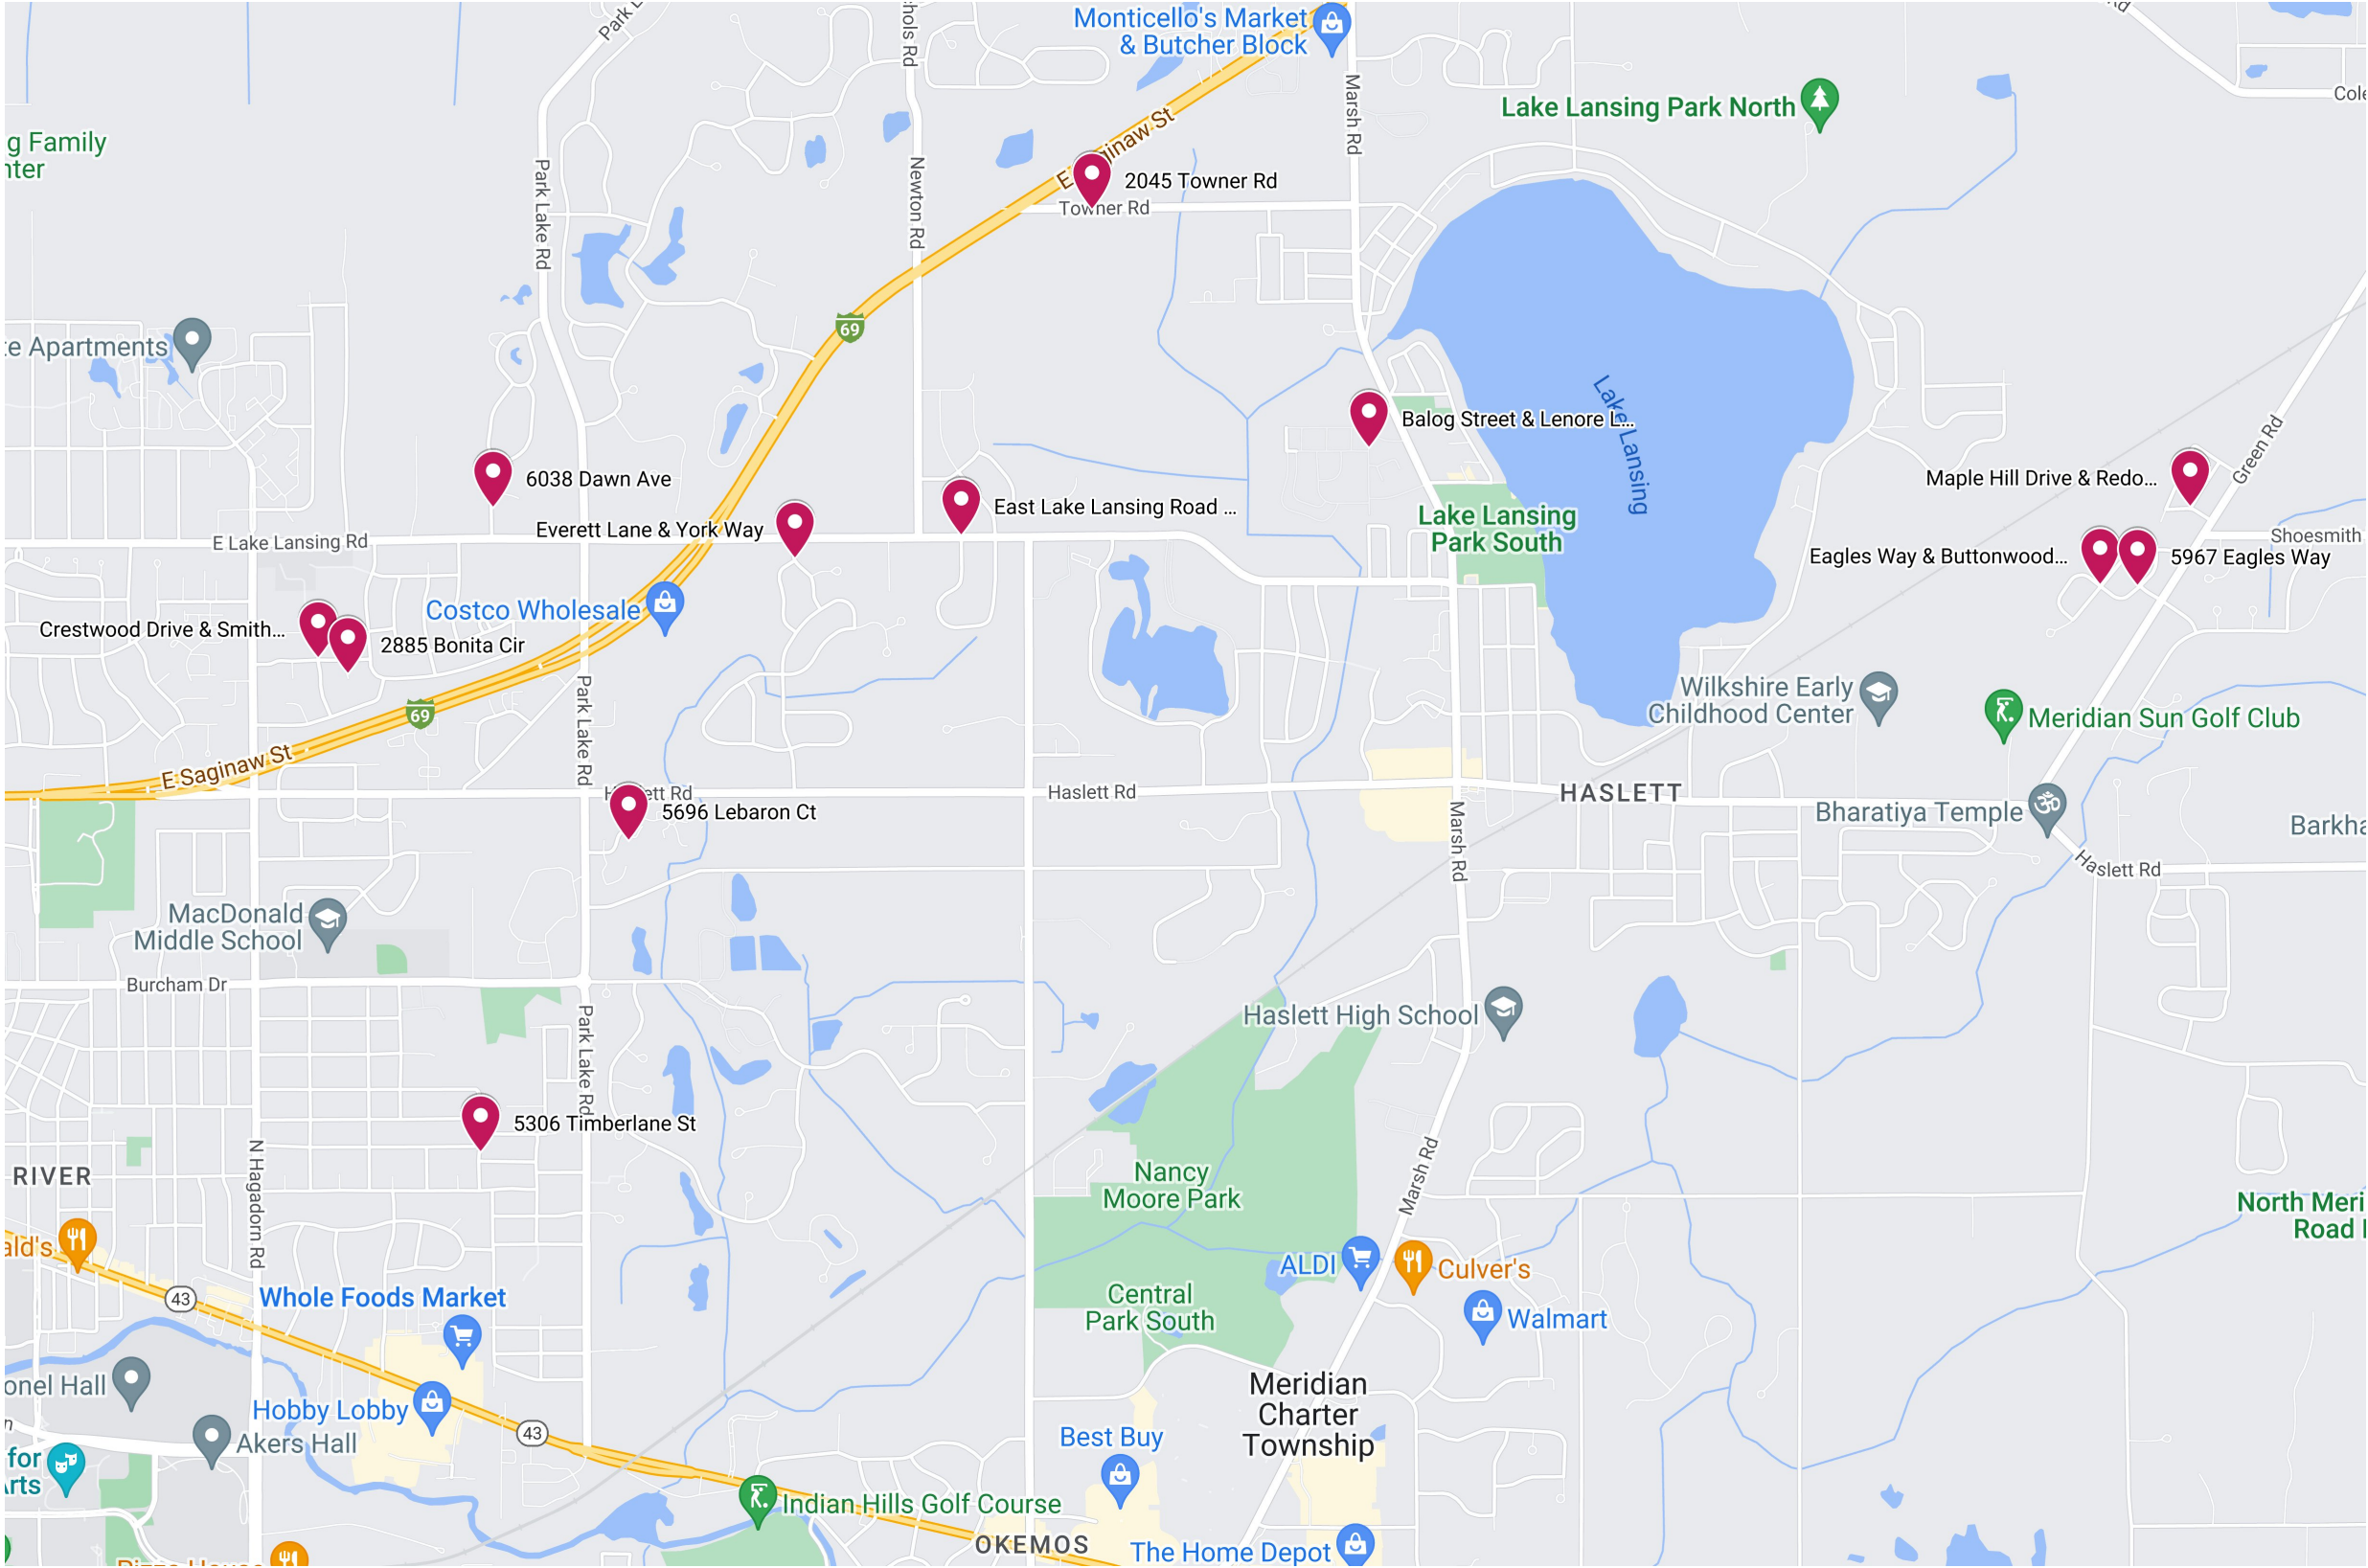 Park L
hols Rd
Monticello's Market
& Butcher Block
Marsh Rd
Lake Lansing Park North
Cole
g Family
nter
Park Lake Rd
Newton Rd
E
ginaw St
2045 Towner Rd
Towner Rd
69
e Apartments
Lake Lansing
Balog Street & Lenore L...
6038 Dawn Ave
Maple Hill Drive & Redo...
Green Rd
East Lake Lansing Road ...
Everett Lane & York Way
E Lake Lansing Rd
Lake Lansing
Park South
Shoesmith
Eagles Way & Buttonwood...
5967 Eagles Way
Costco Wholesale
Crestwood Drive & Smith...
2885 Bonita Cir
Wilkshire Early
Childhood Center
Meridian Sun Golf Club
69
Park Lake Rd
E Saginaw St
H
ett Rd
Haslett Rd
HASLETT
5696 Lebaron Ct
Bharatiya Temple
Barkha
Marsh Rd
Haslett Rd
MacDonald
Middle School
Burcham Dr
Park Lake Rd
Haslett High School
5306 Timberlane St
RIVER
N Hagadorn Rd
Nancy
Moore Park
Marsh Rd
North Meri
Road
ald's
43
Whole Foods Market
ALDI
Culver's
Central
Park South
Walmart
onel Hall
Hobby Lobby
43
Akers Hall
Meridian
Charter
Township
Best Buy
for
Arts
Indian Hills Golf Course
OKEMOS
The Home Depot